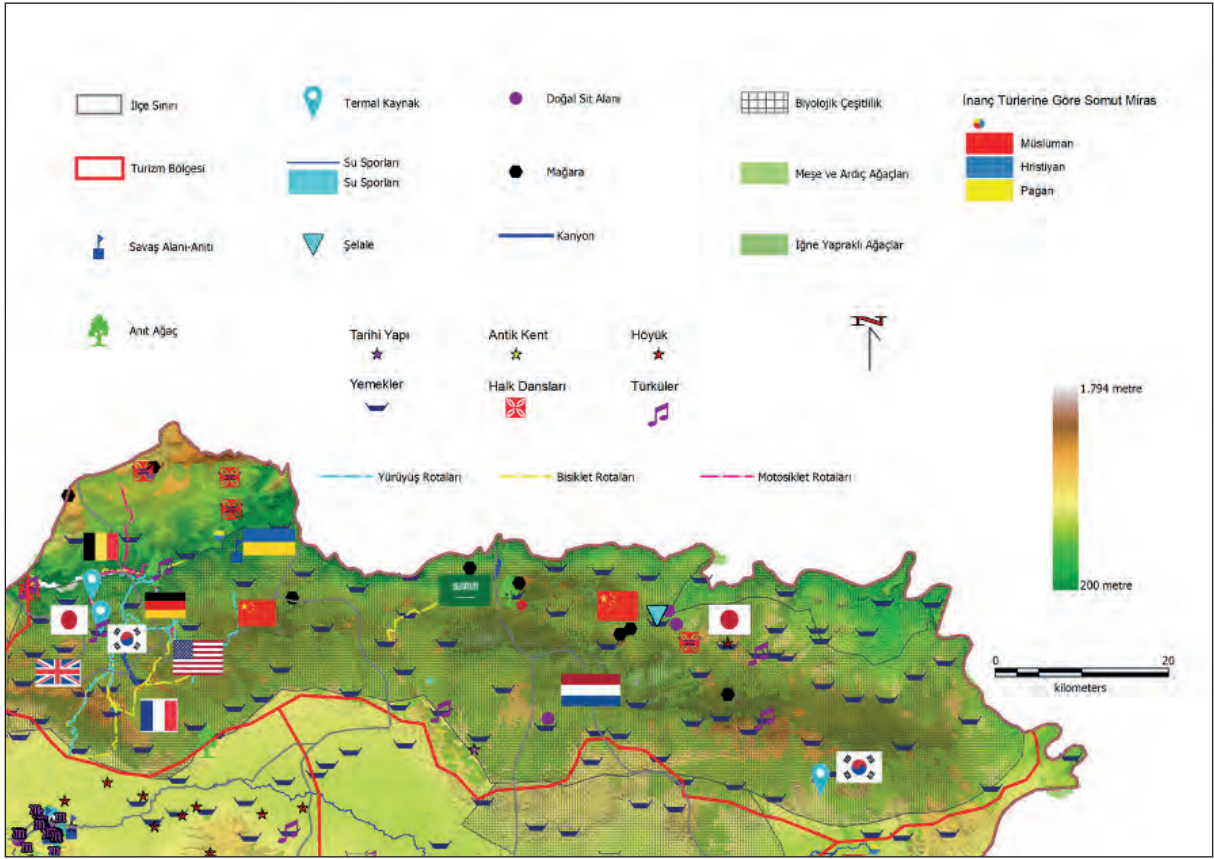 İlçe Sınırı
Termal Kaynak
Doğal Sit Alanı
Biyolojik Çeşitlilik
İnanç Türlerine Göre Somut Miras
Müslüman
Hristiyan
Pagan
Turizm Bölgesi
Su Sporları
Su Sporları
Mağara
Meşe ve Ardıç Ağaçları
Savaş Alanı-Anıtı
Şelale
Kanyon
İğne Yapraklı Ağaçlar
Anıt Ağaç
Tarihi Yapı
Antik Kent
Höyük
N
Yemekler
Halk Dansları
Türküler
1.794 metre
200 metre
Yürüyüş Rotaları
Bisiklet Rotaları
Motosiklet Rotaları
0
20
kilometers